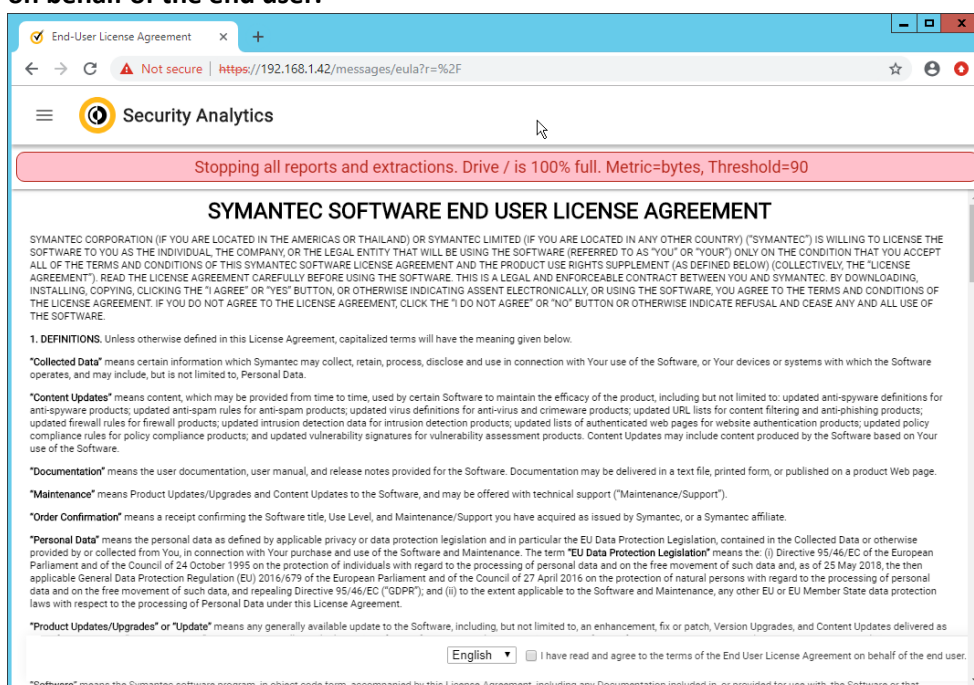 on behalf of the end user.
End-User License Agreement
Not secure | https://192.168.1.42/messages/eula?r=%2F
Security Analytics
Stopping all reports and extractions. Drive / is 100% full. Metric=bytes, Threshold=90
SYMANTEC SOFTWARE END USER LICENSE AGREEMENT
SYMANTEC CORPORATION (IF YOU ARE LOCATED IN THE AMERICAS OR THAILAND) OR SYMANTEC LIMITED (IF YOU ARE LOCATED IN ANY OTHER COUNTRY) ("SYMANTEC") IS WILLING TO LICENSE THE
SOFTWARE TO YOU AS THE INDIVIDUAL, THE COMPANY, OR THE LEGAL ENTITY THAT WILL BE USING THE SOFTWARE (REFERRED TO AS "YOU" OR "YOUR") ONLY ON THE CONDITION THAT YOU ACCEPT
ALL OF THE TERMS AND CONDITIONS OF THIS SYMANTEC SOFTWARE LICENSE AGREEMENT AND THE PRODUCT USE RIGHTS SUPPLEMENT (AS DEFINED BELOW) (COLLECTIVELY, THE "LICENSE
AGREEMENT"). READ THE LICENSE AGREEMENT CAREFULLY BEFORE USING THE SOFTWARE. THIS IS A LEGAL AND ENFORCEABLE CONTRACT BETWEEN YOU AND SYMANTEC. BY DOWNLOADING,
INSTALLING, COPYING, CLICKING THE "I AGREE" OR "YES" BUTTON, OR OTHERWISE INDICATING ASSENT ELECTRONICALLY, OR USING THE SOFTWARE, YOU AGREE TO THE TERMS AND CONDITIONS OF
THE LICENSE AGREEMENT. IF YOU DO NOT AGREE TO THE LICENSE AGREEMENT, CLICK THE "I DO NOT AGREE" OR "NO" BUTTON OR OTHERWISE INDICATE REFUSAL AND CEASE ANY AND ALL USE OF
THE SOFTWARE.
1. DEFINITIONS. Unless otherwise defined in this License Agreement, capitalized terms will have the meaning given below.
"Collected Data" means certain information which Symantec may collect, retain, process, disclose and use in connection with Your use of the Software, or Your devices or systems with which the Software
operates, and may include, but is not limited to, Personal Data.
"Content Updates" means content, which may be provided from time to time, used by certain Software to maintain the efficacy of the product, including but not limited to: updated anti-spyware definitions for
anti-spyware products; updated anti-spam rules for anti-spam products; updated virus definitions for anti-virus and crimeware products; updated URL lists for content filtering and anti-phishing products;
updated firewall rules for firewall products; updated intrusion detection data for intrusion detection products; updated lists of authenticated web pages for website authentication products; updated policy
compliance rules for policy compliance products; and updated vulnerability signatures for vulnerability assessment products. Content Updates may include content produced by the Software based on Your
use of the Software.
"Documentation" means the user documentation, user manual, and release notes provided for the Software. Documentation may be delivered in a text file, printed form, or published on a product Web page.
"Maintenance" means Product Updates/Upgrades and Content Updates to the Software, and may be offered with technical support ("Maintenance/Support").
"Order Confirmation" means a receipt confirming the Software title, Use Level, and Maintenance/Support you have acquired as issued by Symantec, or a Symantec affiliate.
"Personal Data" means the personal data as defined by applicable privacy or data protection legislation and in particular the EU Data Protection Legislation, contained in the Collected Data or otherwise
provided by or collected from You, in connection with Your purchase and use of the Software and Maintenance. The term "EU Data Protection Legislation" means the: (i) Directive 95/46/EC of the European
Parliament and of the Council of 24 October 1995 on the protection of individuals with regard to the processing of personal data and on the free movement of such data and, as of 25 May 2018, the then
applicable General Data Protection Regulation (EU) 2016/679 of the European Parliament and of the Council of 27 April 2016 on the protection of natural persons with regard to the processing of personal
data and on the free movement of such data, and repealing Directive 95/46/EC ("GDPR"); and (ii) to the extent applicable to the Software and Maintenance, any other EU or EU Member State data protection
laws with respect to the processing of Personal Data under this License Agreement.
"Product Updates/Upgrades" or "Update" means any generally available update to the Software, including, but not limited to, an enhancement, fix or patch, Version Upgrades, and Content Updates delivered as
English I have read and agree to the terms of the End User License Agreement on behalf of the end user.
"Software" means the Symantec software program, in object code form, accompanied by this License Agreement, including any Documentation included in, or provided for use with, the Software or that